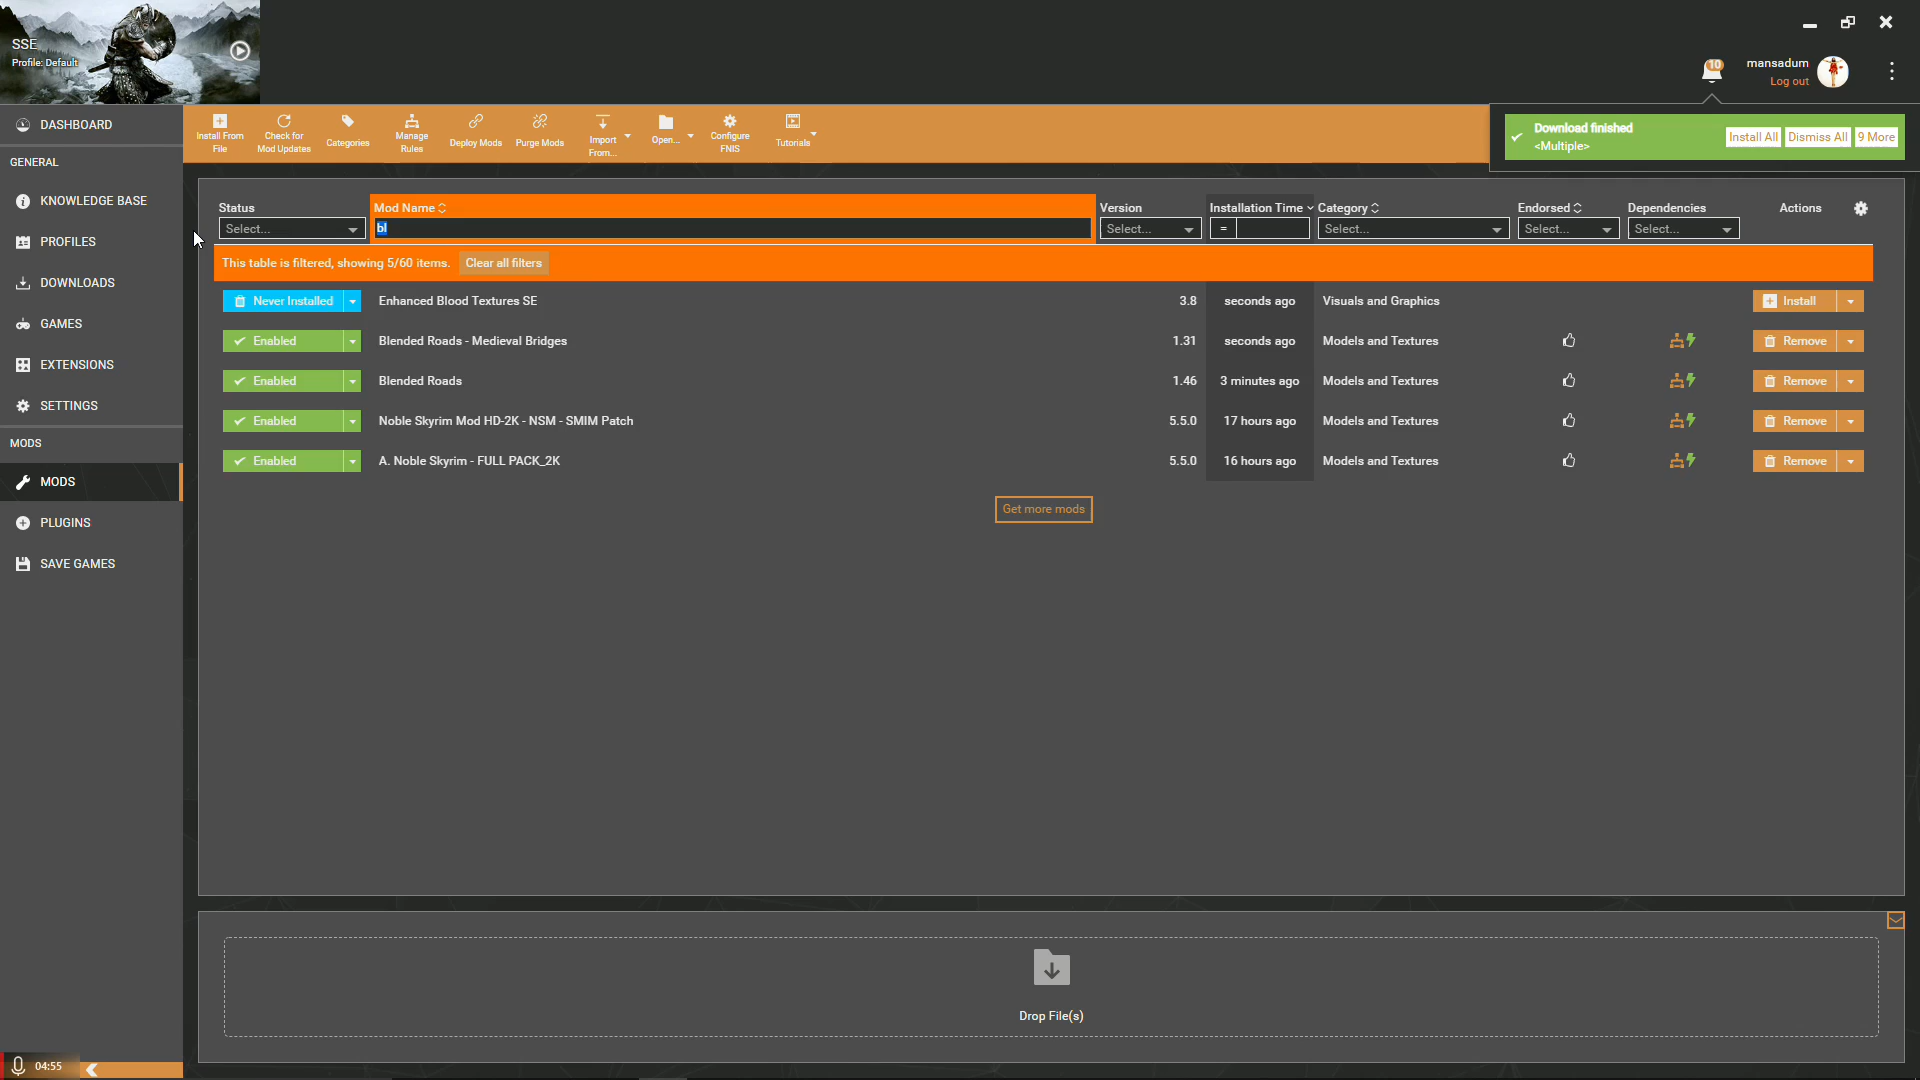 SSE
Profile: Default
10
mansadum
Log out
DASHBOARD
GENERAL
KNOWLEDGE BASE
PROFILES
DOWNLOADS
GAMES
EXTENSIONS
SETTINGS
MODS
MODS
PLUGINS
SAVE GAMES
Install From File
Check for Mod Updates
Categories
Manage Rules
Deploy Mods
Purge Mods
Import From...
Open...
Configure FNIS
Tutorials
Download finished
<Multiple>
Install All Dismiss All 9 More
Status Mod Name Version Installation Time Category Endorsed Dependencies Actions
Select... bl Select... = Select... Select... Select...
This table is filtered, showing 5/60 items. Clear all filters
Never Installed Enhanced Blood Textures SE 3.8 seconds ago Visuals and Graphics Install
Enabled Blended Roads - Medieval Bridges 1.31 seconds ago Models and Textures Remove
Enabled Blended Roads 1.46 3 minutes ago Models and Textures Remove
Enabled Noble Skyrim Mod HD-2K - NSM - SMIM Patch 5.5.0 17 hours ago Models and Textures Remove
Enabled A. Noble Skyrim - FULL PACK_2K 5.5.0 16 hours ago Models and Textures Remove
Get more mods
Drop File(s)
04:55